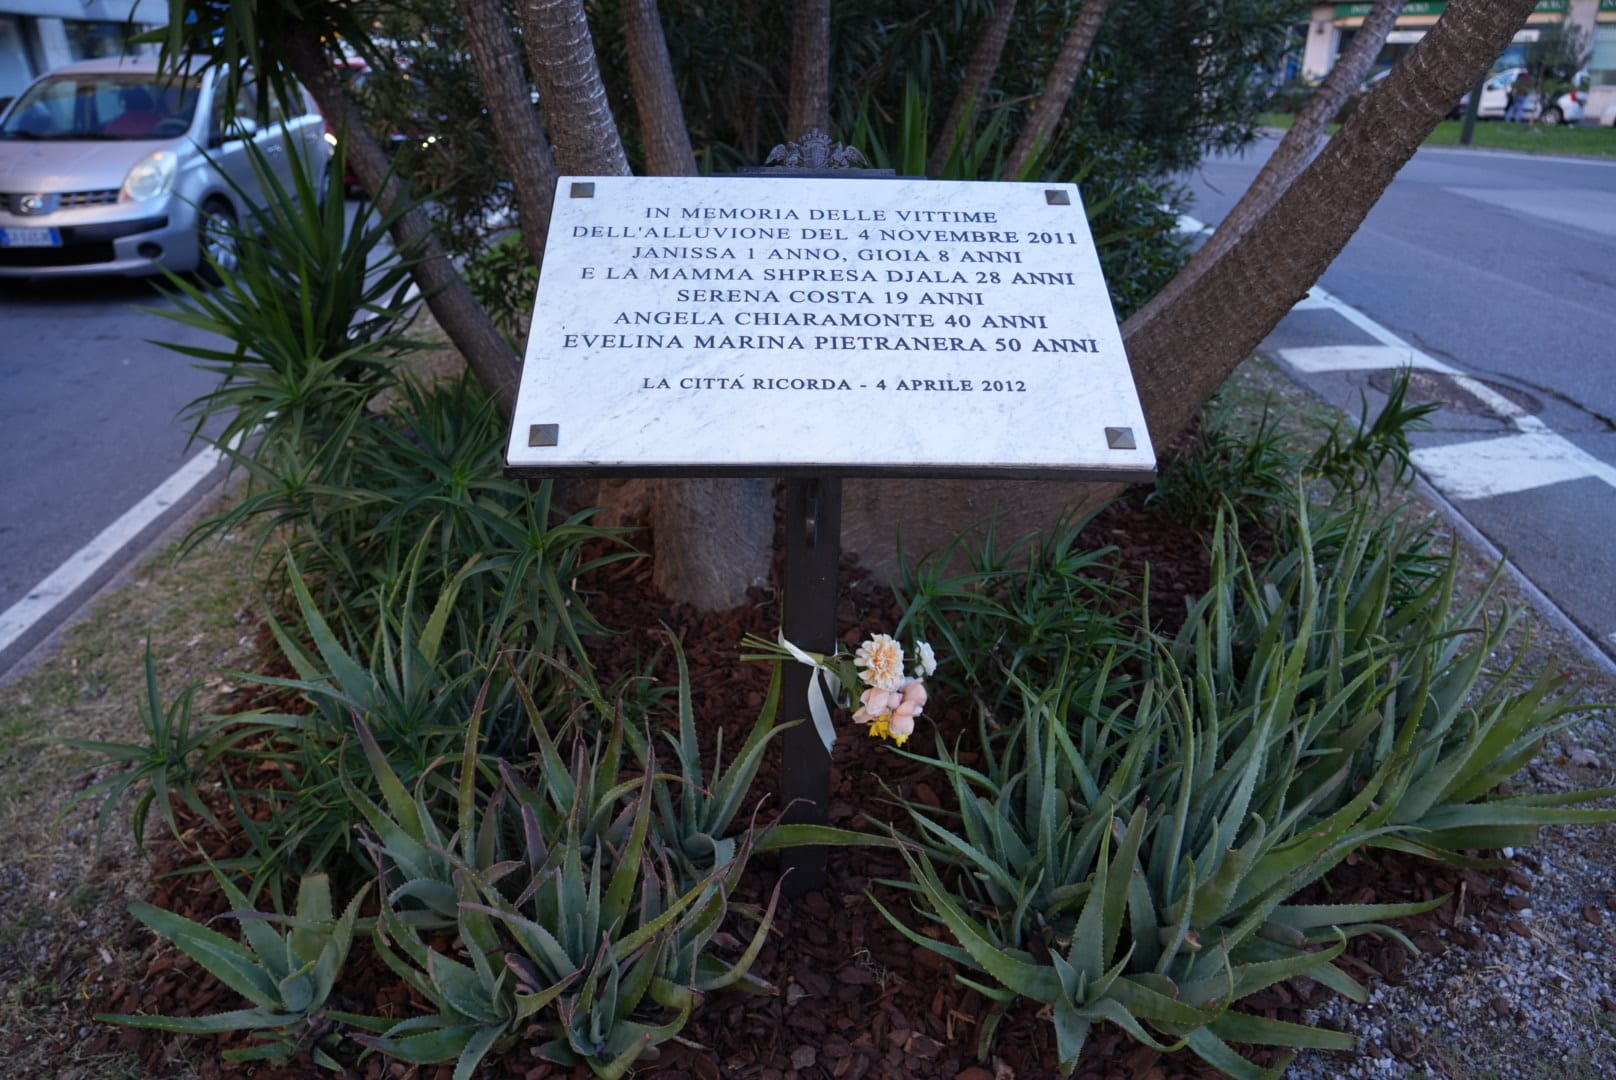 IN MEMORIA DELLE VITTIME
DELL'ALLUVIONE DEL 4 NOVEMBRE 2011
JANISSA 1 ANNO, GIOIA 8 ANNI
E LA MAMMA SHPRESA DJALA 28 ANNI
SERENA COSTA 19 ANNI
ANGELA CHIARAMONTE 40 ANNI
EVELINA MARINA PIETRANERA 50 ANNI
LA CITTÁ RICORDA - 4 APRILE 2012